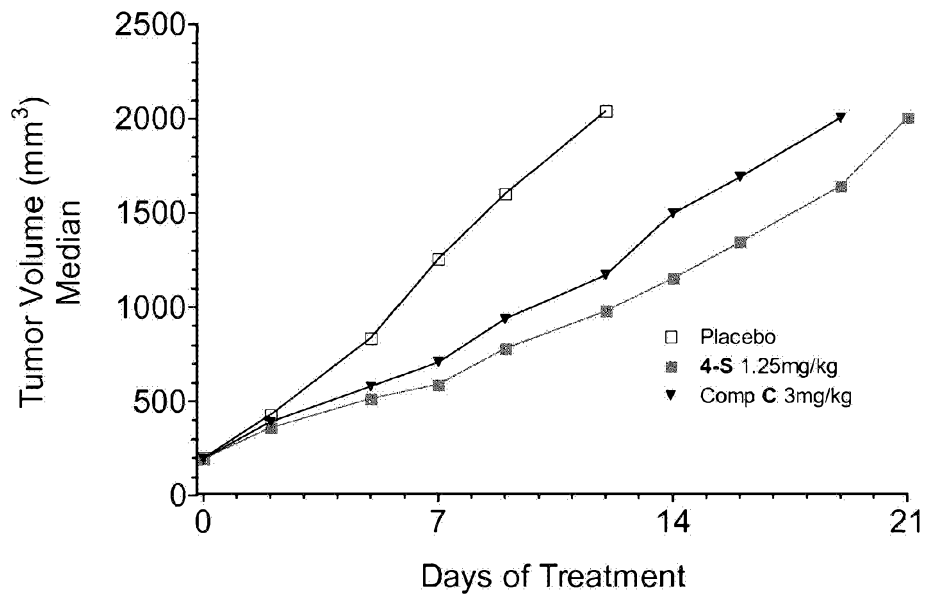 2500
2000
1500
1000
500
0
Tumor Volume (mm³)
Median
Placebo
4-S 1.25mg/kg
Comp C 3mg/kg
0 7 14 21
Days of Treatment